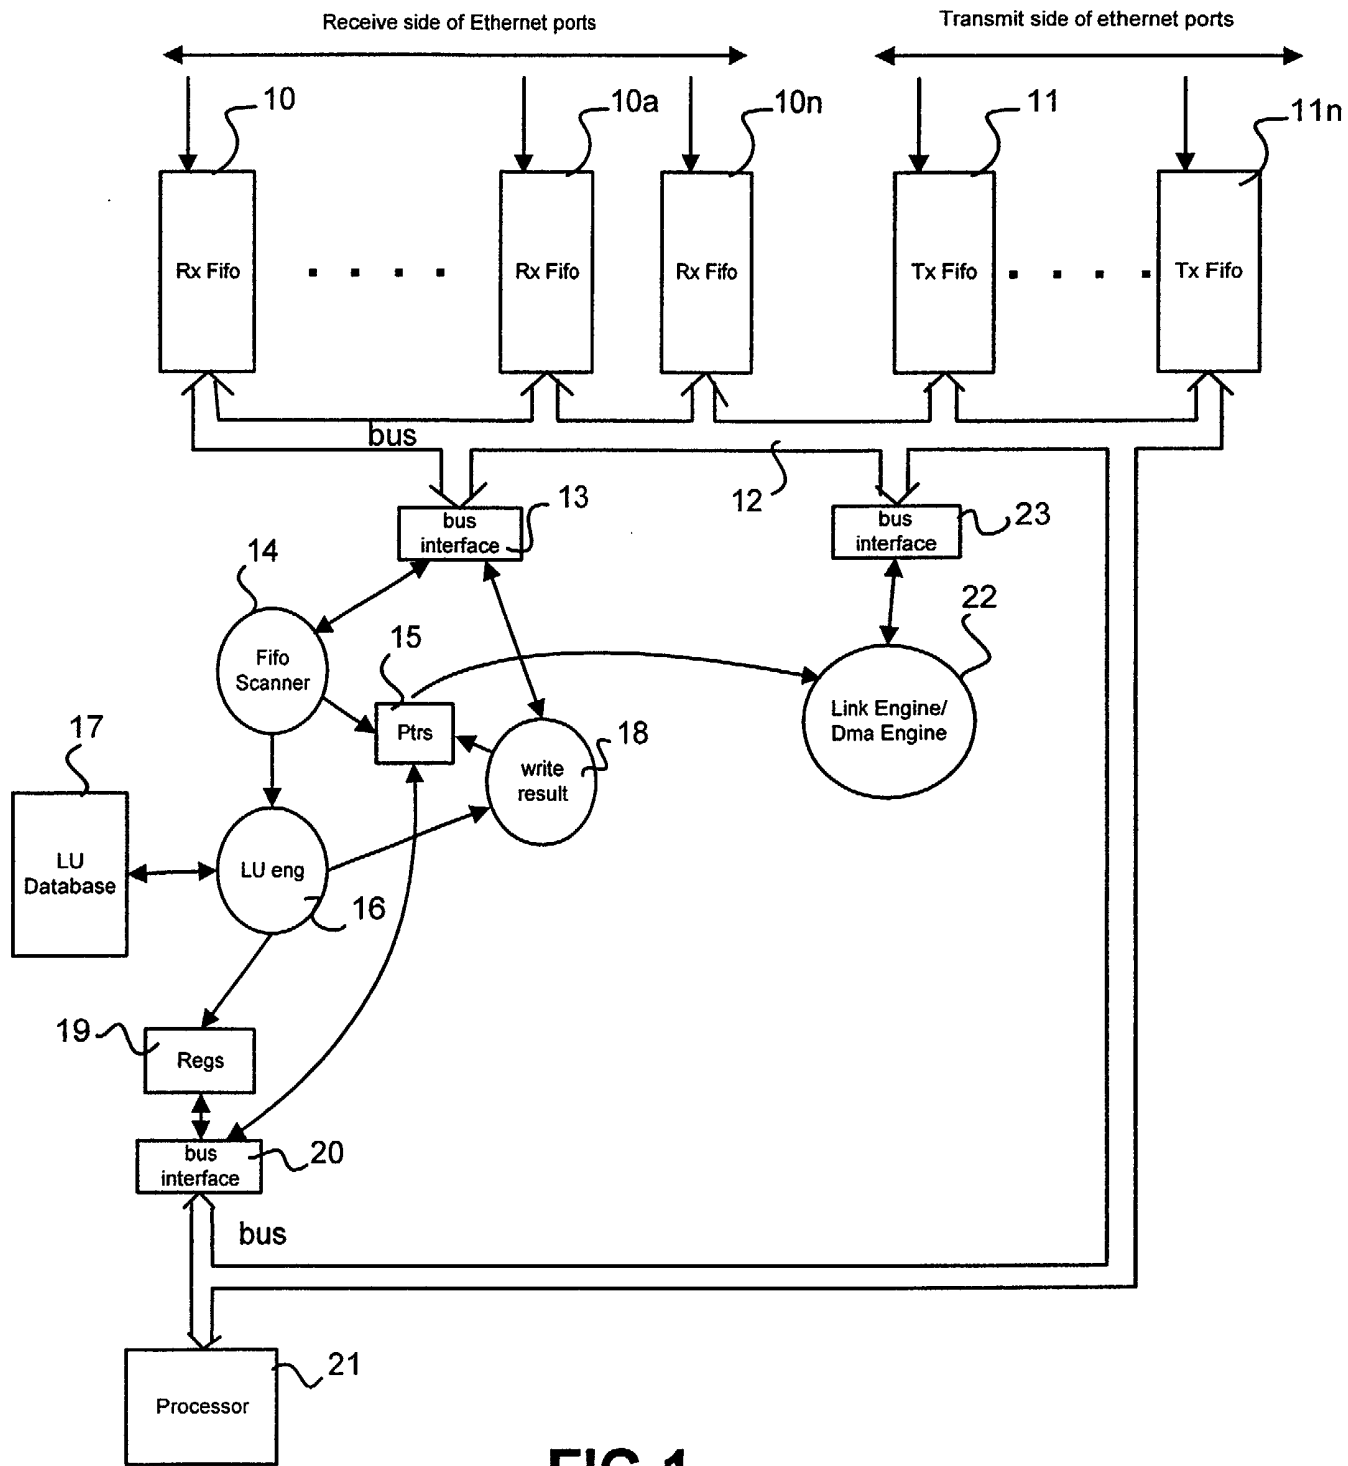 Receive side of Ethernet ports
Transmit side of ethernet ports
10
10a
10n
11
11n
Rx Fifo
Rx Fifo
Rx Fifo
Tx Fifo
Tx Fifo
bus
12
bus
interface
13
bus
interface
23
14
Fifo
Scanner
15
Ptrs
22
Link Engine/
Dma Engine
17
18
write
result
LU
Database
LU eng
16
19
Regs
bus
interface
20
bus
21
Processor
FIG 1